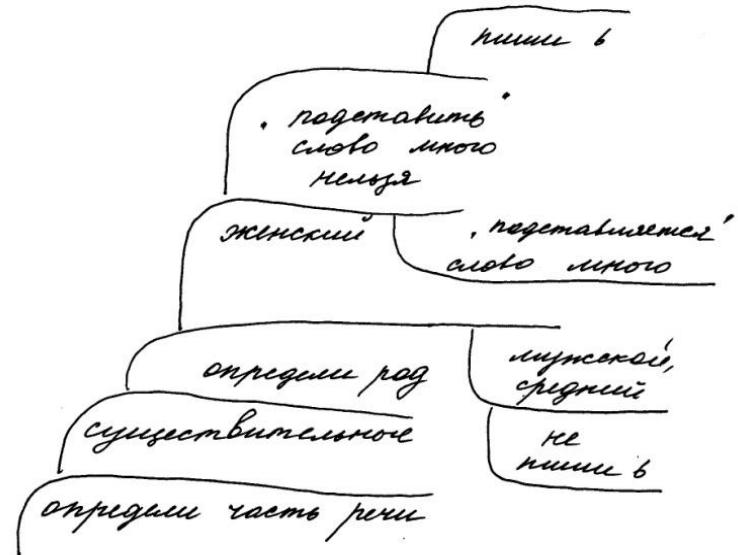 пиши ь
„подставить"
слово много
нельзя
женский
„подставляется"
слово много
определи род
мужской,
средний
существительное
не
пиши ь
определи часть речи